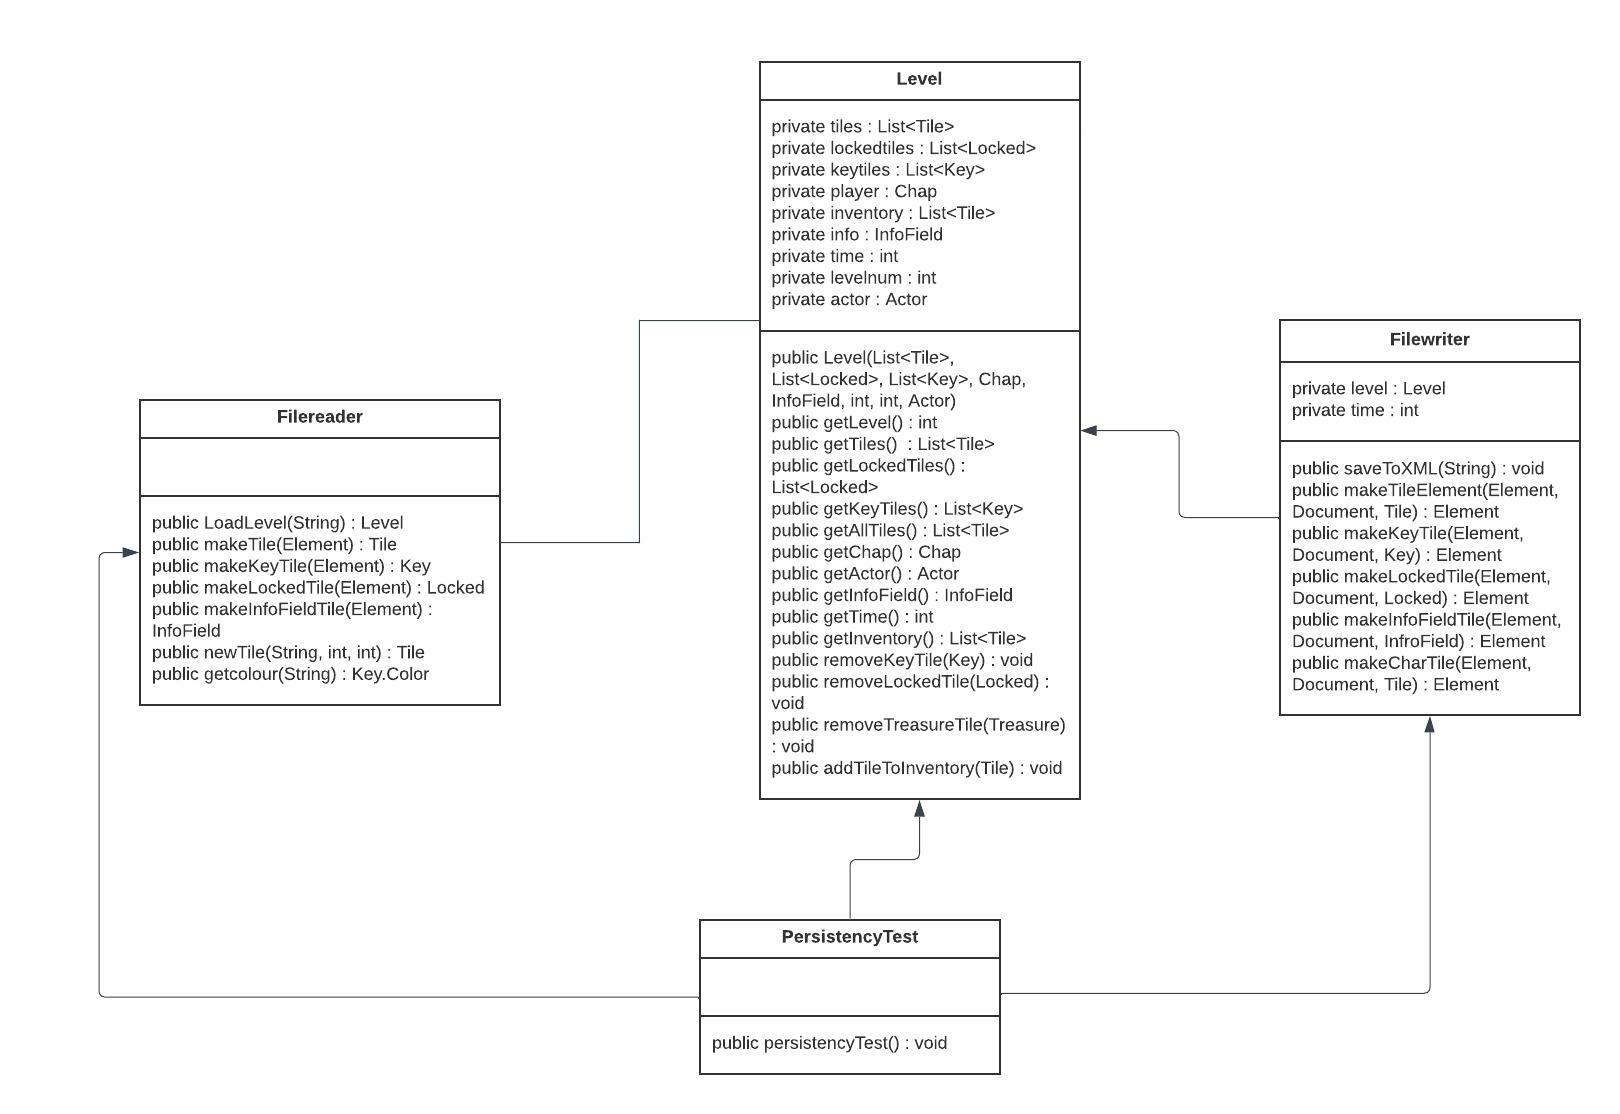 Level
private tiles : List<Tile>
private lockedtiles : List<Locked>
private keytiles : List<Key>
private player : Chap
private inventory : List<Tile>
private info : InfoField
private time : int
private levelnum : int
private actor : Actor
public Level(List<Tile>,
List<Locked>, List<Key>, Chap,
InfoField, int, int, Actor)
public getLevel() : int
public getTiles()  : List<Tile>
public getLockedTiles() :
List<Locked>
public getKeyTiles() : List<Key>
public getAllTiles() : List<Tile>
public getChap() : Chap
public getActor() : Actor
public getInfoField() : InfoField
public getTime() : int
public getInventory() : List<Tile>
public removeKeyTile(Key) : void
public removeLockedTile(Locked) :
void
public removeTreasureTile(Treasure)
: void
public addTileToInventory(Tile) : void
Filereader
public LoadLevel(String) : Level
public makeTile(Element) : Tile
public makeKeyTile(Element) : Key
public makeLockedTile(Element) : Locked
public makeInfoFieldTile(Element) :
InfoField
public newTile(String, int, int) : Tile
public getcolour(String) : Key.Color
Filewriter
private level : Level
private time : int
public saveToXML(String) : void
public makeTileElement(Element,
Document, Tile) : Element
public makeKeyTile(Element,
Document, Key) : Element
public makeLockedTile(Element,
Document, Locked) : Element
public makeInfoFieldTile(Element,
Document, InfroField) : Element
public makeCharTile(Element,
Document, Tile) : Element
PersistencyTest
public persistencyTest() : void